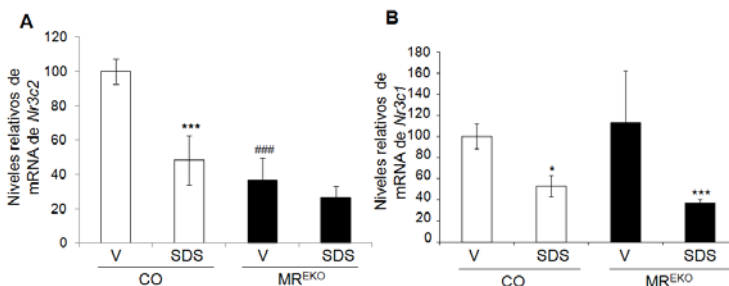 A
Niveles relativos de
mRNA de Nr3c2
120
100
80
60
40
20
0
***
###
V
SDS
V
SDS
CO
MREKO
B
Niveles relativos de
mRNA de Nr3c1
180
160
140
120
100
80
60
40
20
0
*
***
V
SDS
V
SDS
CO
MREKO